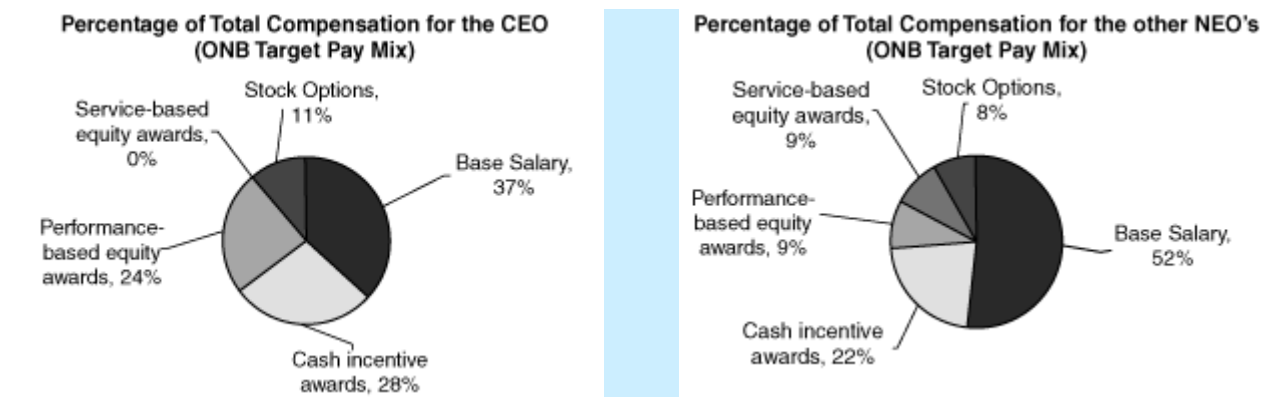 Percentage of Total Compensation for the CEO
(ONB Target Pay Mix)
Stock Options,
11%
Service-based
equity awards,
0%
Base Salary,
37%
Performance-
based equity
awards, 24%
Cash incentive
awards, 28%
Percentage of Total Compensation for the other NEO's
(ONB Target Pay Mix)
Service-based
equity awards,
9%
Stock Options,
8%
Performance-
based equity
awards, 9%
Base Salary,
52%
Cash incentive
awards, 22%